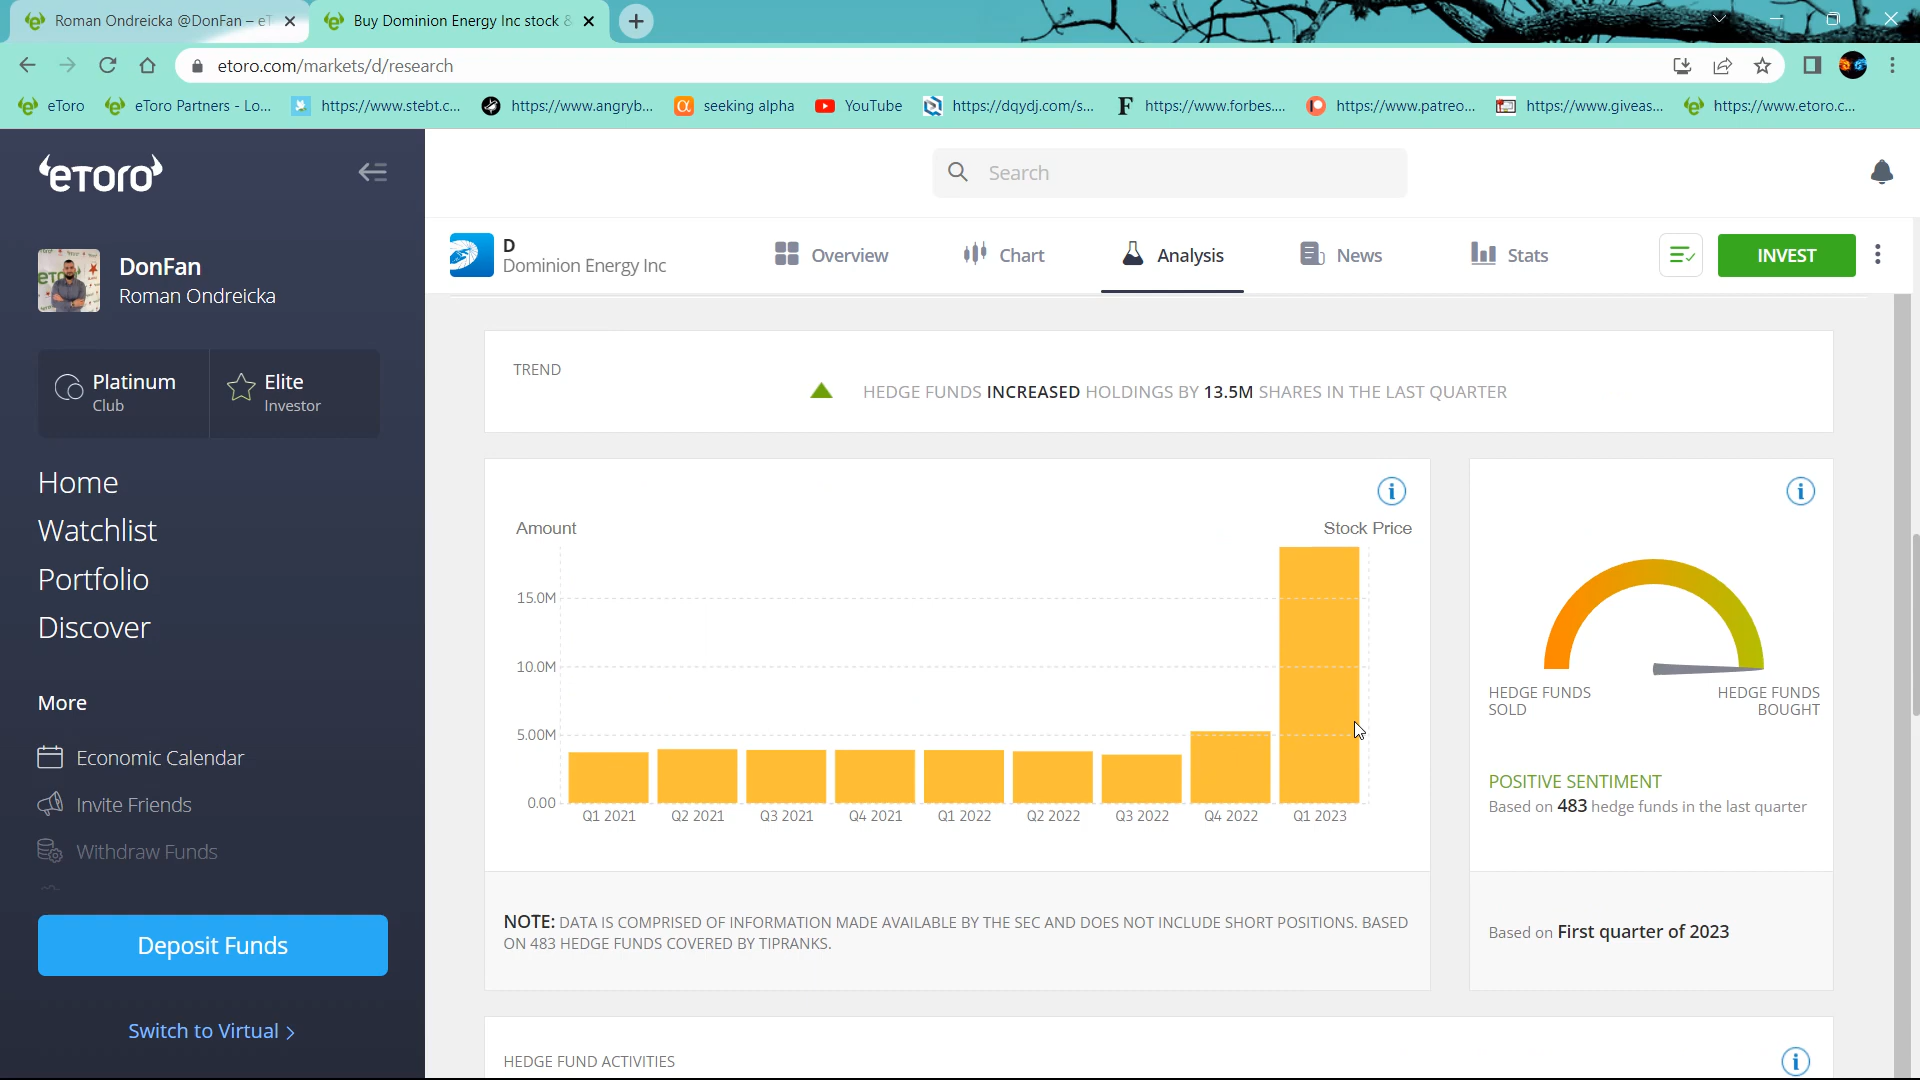 Roman Ondreicka @DonFan – eT
Buy Dominion Energy Inc stock &
etoro.com/markets/d/research
eToro
eToro Partners - Lo...
https://www.stebt.c...
https://www.angryb...
seeking alpha
YouTube
https://dqydj.com/s...
https://www.forbes....
https://www.patreo...
https://www.giveas...
https://www.etoro.c...
eToro
Search
DonFan
Roman Ondreicka
Platinum
Club
Elite
Investor
Home
Watchlist
Portfolio
Discover
More
Economic Calendar
Invite Friends
Withdraw Funds
Deposit Funds
Switch to Virtual >
D
Dominion Energy Inc
Overview
Chart
Analysis
News
Stats
INVEST
TREND
HEDGE FUNDS INCREASED HOLDINGS BY 13.5M SHARES IN THE LAST QUARTER
Amount
Stock Price
15.0M
10.0M
5.00M
0.00
Q1 2021
Q2 2021
Q3 2021
Q4 2021
Q1 2022
Q2 2022
Q3 2022
Q4 2022
Q1 2023
NOTE: DATA IS COMPRISED OF INFORMATION MADE AVAILABLE BY THE SEC AND DOES NOT INCLUDE SHORT POSITIONS. BASED
ON 483 HEDGE FUNDS COVERED BY TIPRANKS.
HEDGE FUNDS
SOLD
HEDGE FUNDS
BOUGHT
POSITIVE SENTIMENT
Based on 483 hedge funds in the last quarter
Based on First quarter of 2023
HEDGE FUND ACTIVITIES